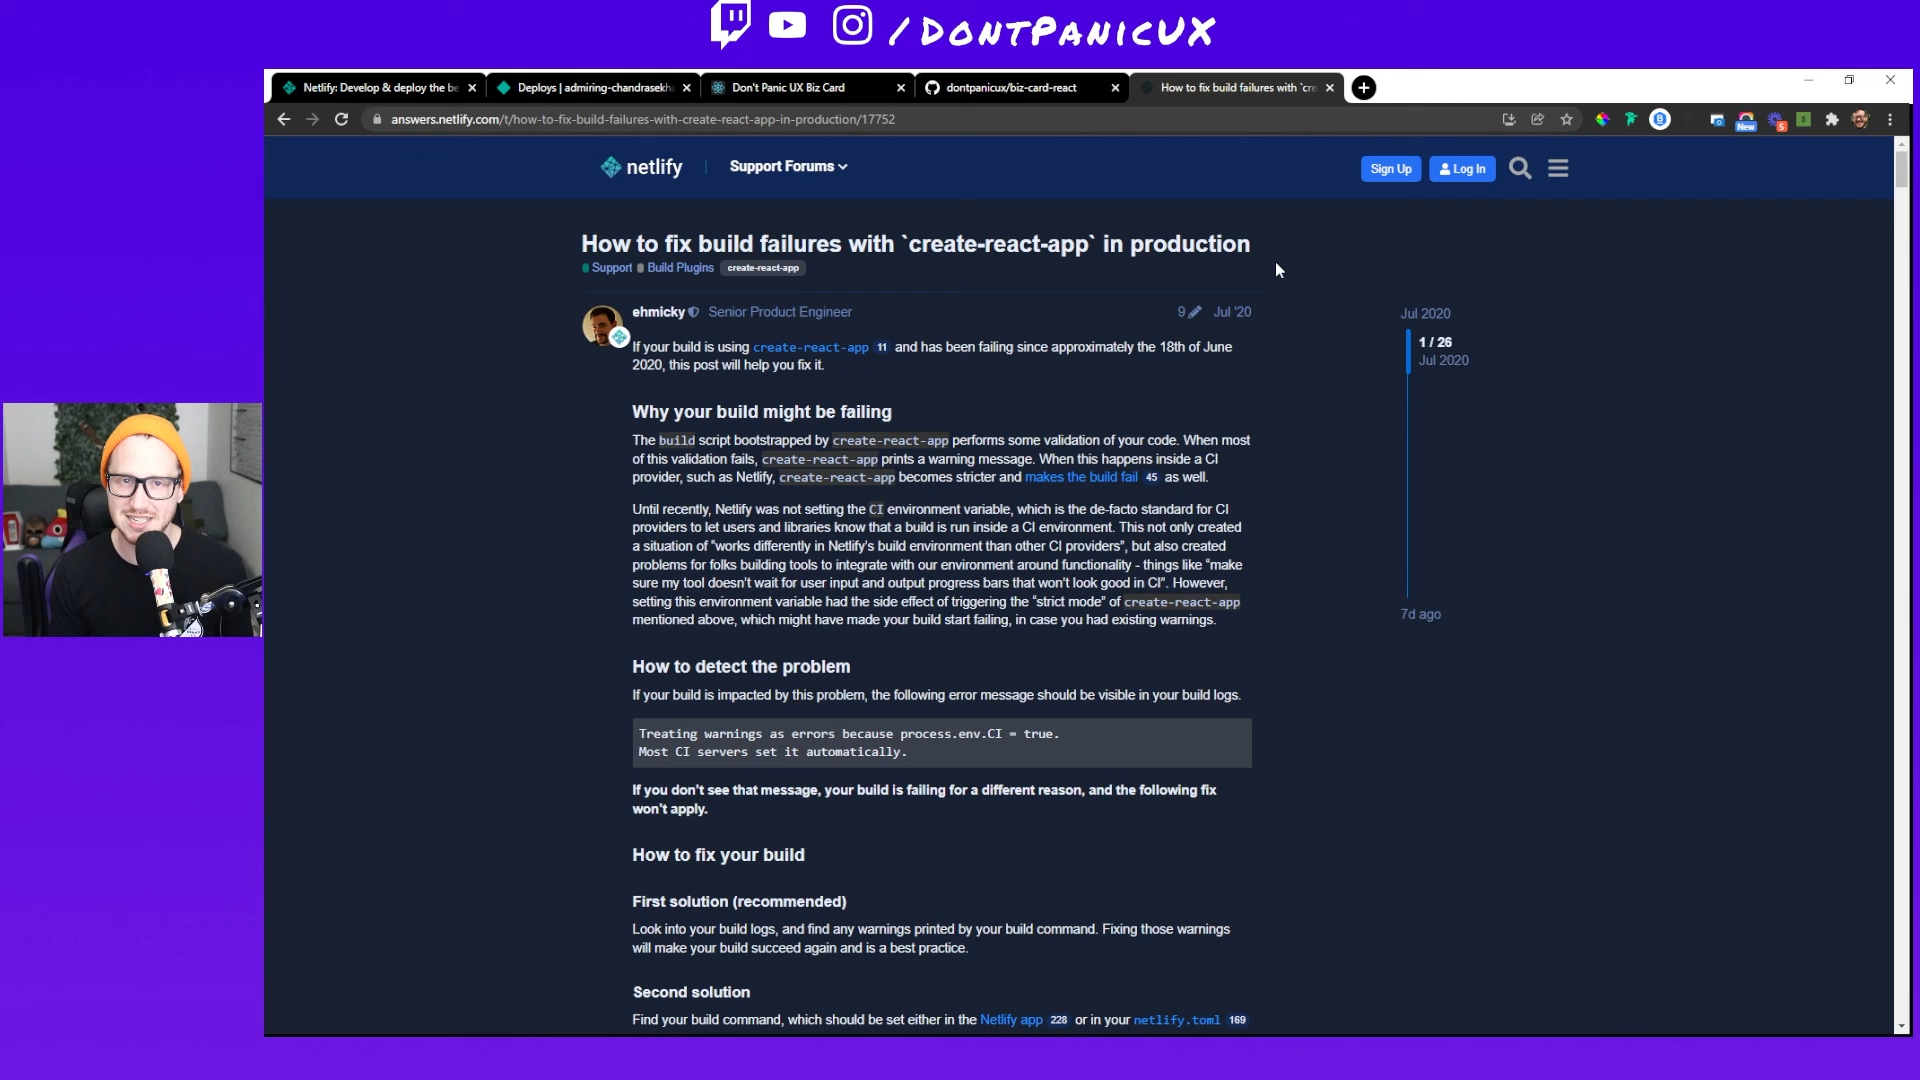 /DontPanicUX
Netlify: Develop & deploy the be
Deploys | admiring-chandrasekh
Don't Panic UX Biz Card
dontpanicux/biz-card-react
How to fix build failures with `cre
answers.netlify.com/t/how-to-fix-build-failures-with-create-react-app-in-production/17752
New
5
netlify
Support Forums
Sign Up
Log In
How to fix build failures with `create-react-app` in production
Support Build Plugins create-react-app
ehmicky Senior Product Engineer 9 Jul '20
If your build is using create-react-app 11 and has been failing since approximately the 18th of June
2020, this post will help you fix it.
Why your build might be failing
The build script bootstrapped by create-react-app performs some validation of your code. When most
of this validation fails, create-react-app prints a warning message. When this happens inside a CI
provider, such as Netlify, create-react-app becomes stricter and makes the build fail 45 as well.
Until recently, Netlify was not setting the CI environment variable, which is the de-facto standard for CI
providers to let users and libraries know that a build is run inside a CI environment. This not only created
a situation of “works differently in Netlify’s build environment than other CI providers”, but also created
problems for folks building tools to integrate with our environment around functionality - things like “make
sure my tool doesn’t wait for user input and output progress bars that won’t look good in CI”. However,
setting this environment variable had the side effect of triggering the “strict mode” of create-react-app
mentioned above, which might have made your build start failing, in case you had existing warnings.
How to detect the problem
If your build is impacted by this problem, the following error message should be visible in your build logs.
Treating warnings as errors because process.env.CI = true.
Most CI servers set it automatically.
If you don’t see that message, your build is failing for a different reason, and the following fix
won’t apply.
How to fix your build
First solution (recommended)
Look into your build logs, and find any warnings printed by your build command. Fixing those warnings
will make your build succeed again and is a best practice.
Second solution
Find your build command, which should be set either in the Netlify app 228 or in your netlify.toml 169
Jul 2020
1 / 26
Jul 2020
7d ago